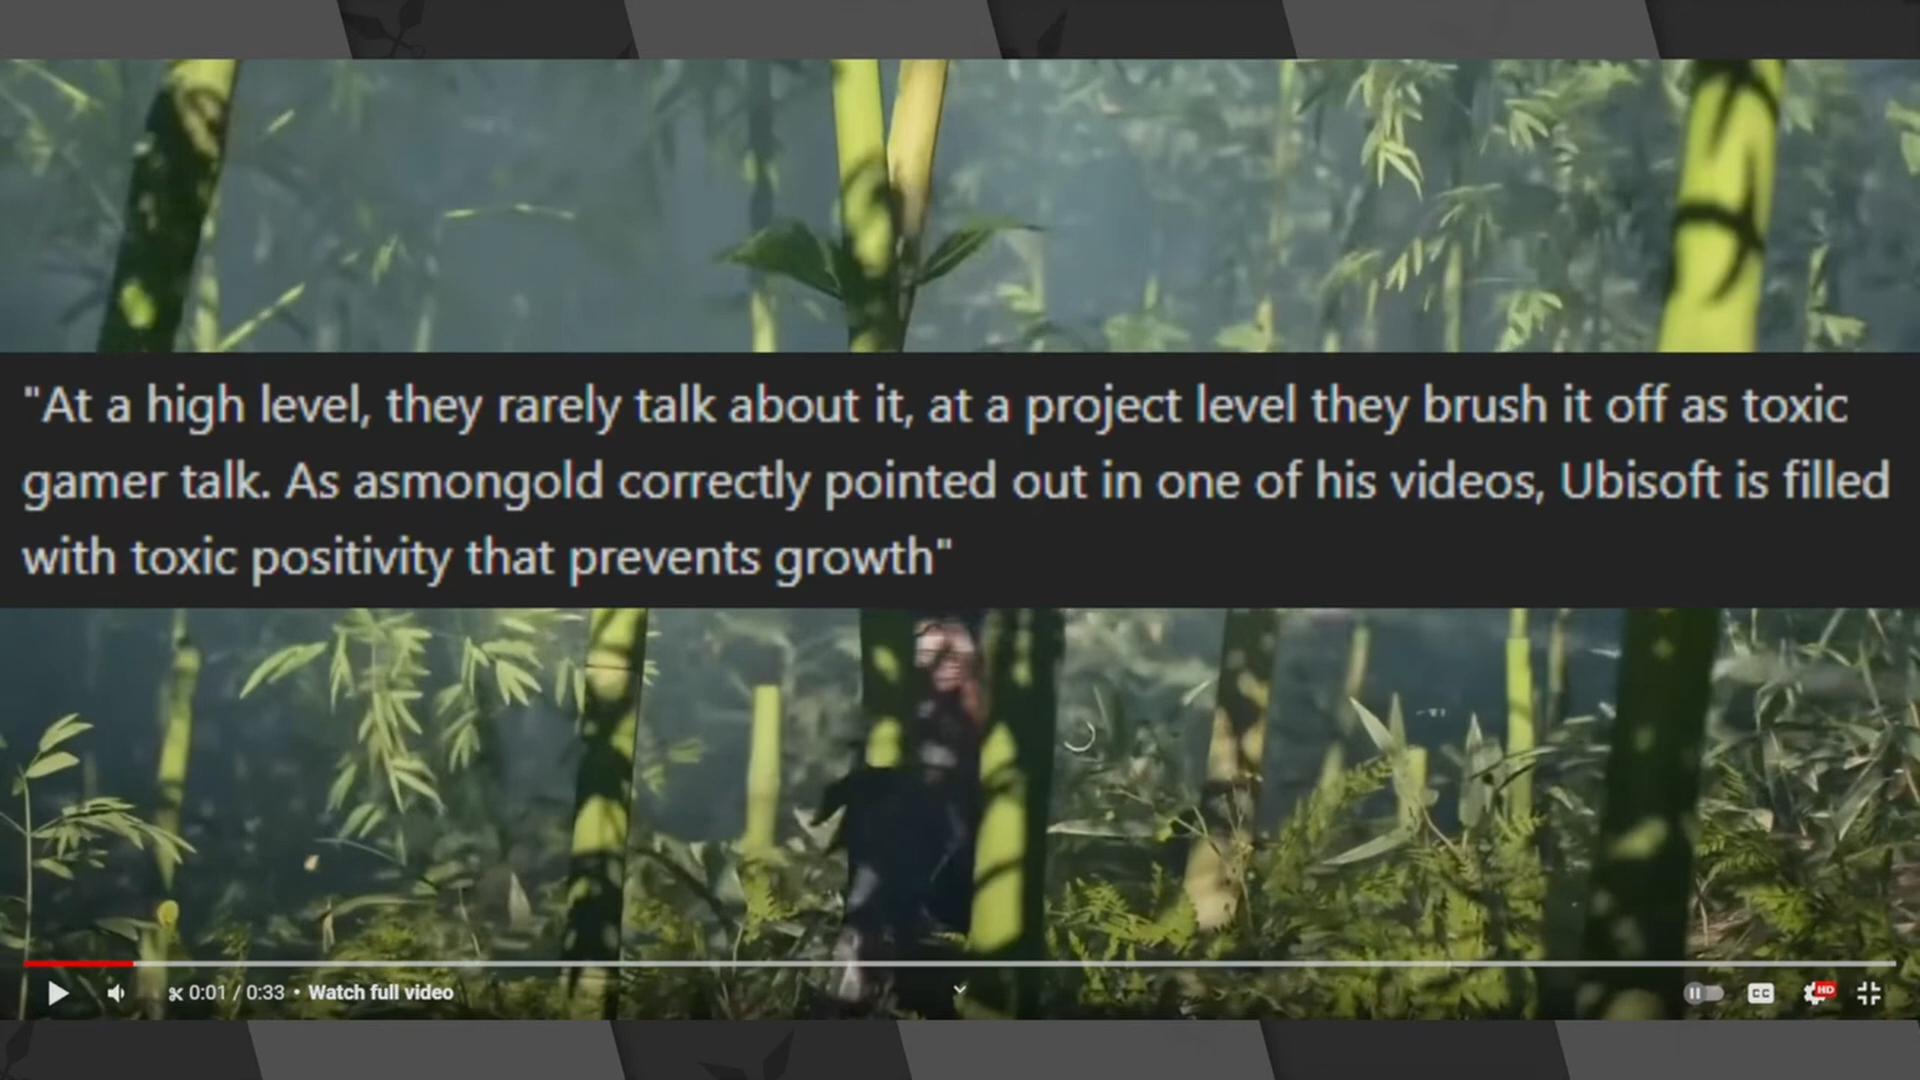 "At a high level, they rarely talk about it, at a project level they brush it off as toxic
gamer talk. As asmongold correctly pointed out in one of his videos, Ubisoft is filled
with toxic positivity that prevents growth"
0:01 / 0:33 • Watch full video
CC
HD